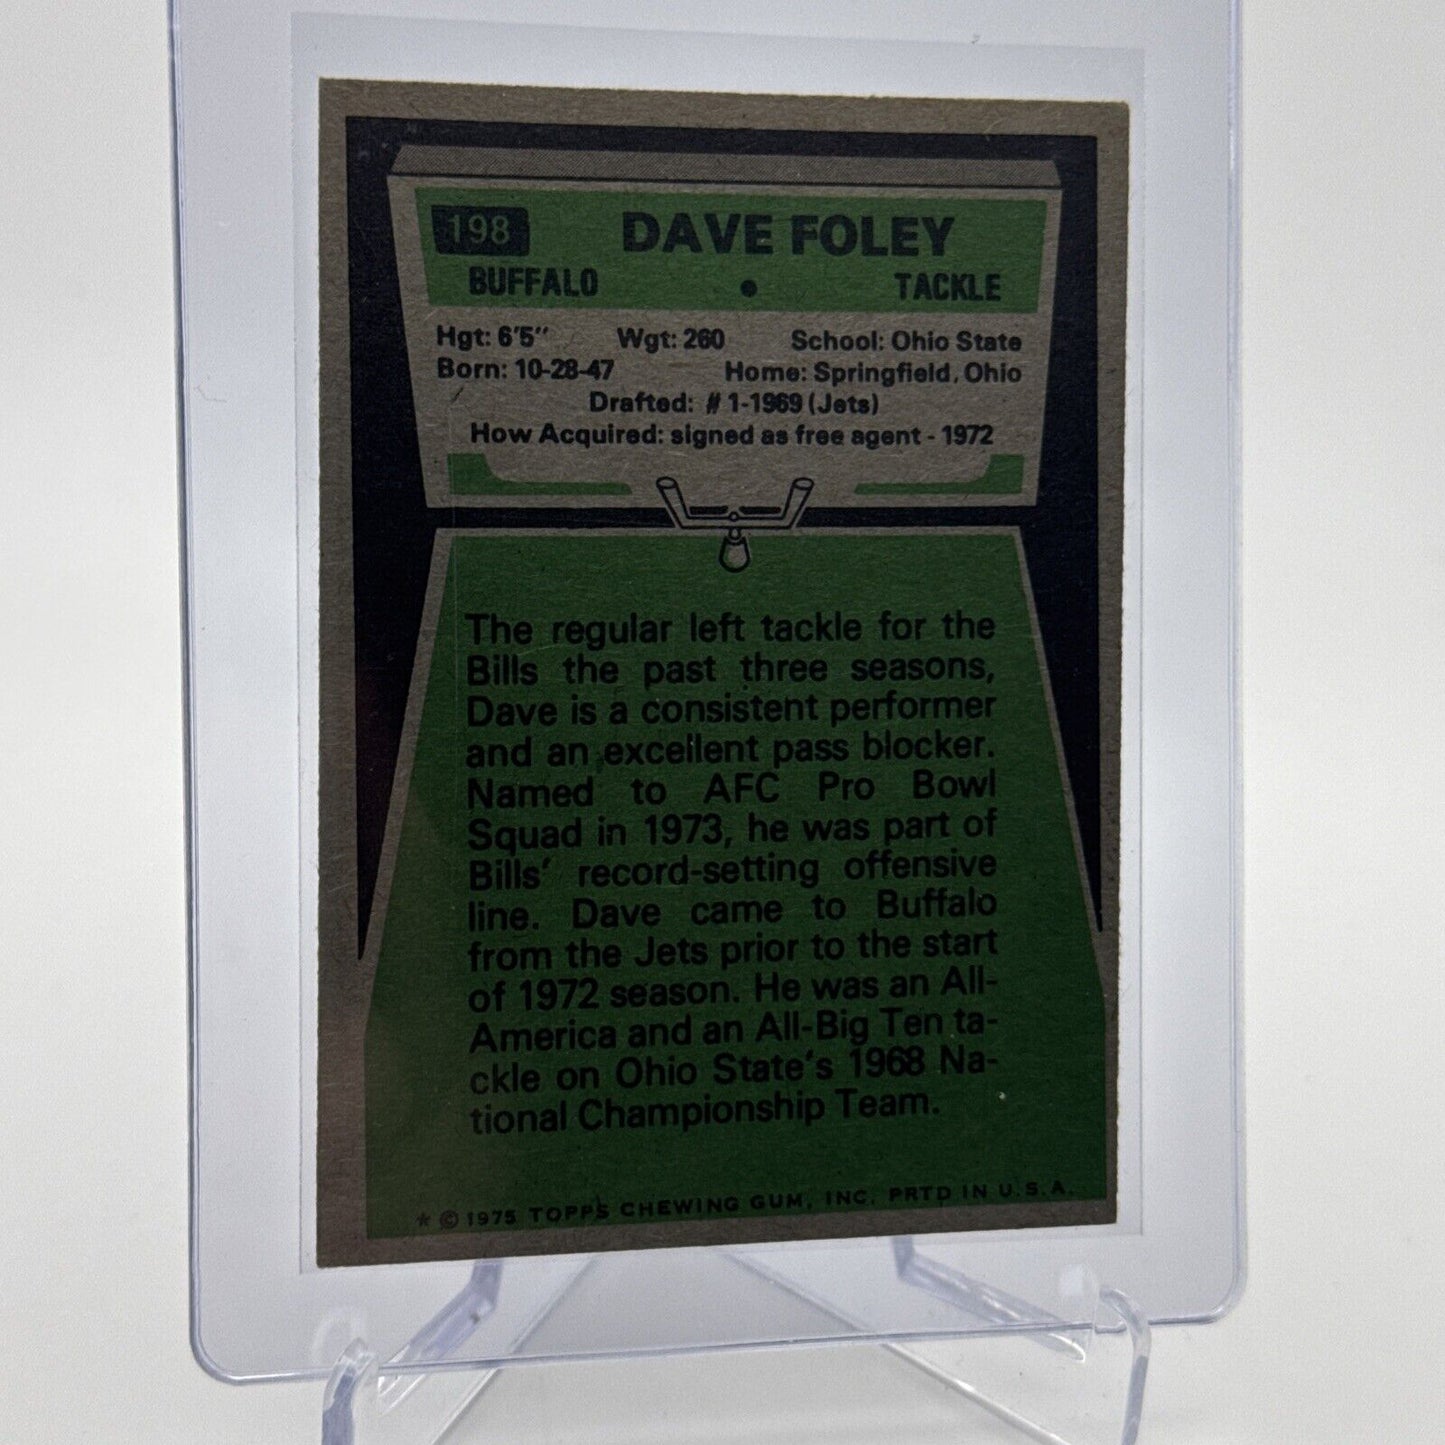 198 DAVE FOLEY
BUFFALO • TACKLE
Hgt: 6'5" Wgt: 260 School: Ohio State
Born: 10-28-47 Home: Springfield, Ohio
Drafted: #1-1969 (Jets)
How Acquired: signed as free agent - 1972
The regular left tackle for the
Bills the past three seasons,
Dave is a consistent performer
and an excellent pass blocker.
Named to AFC Pro Bowl
Squad in 1973, he was part of
Bills' record-setting offensive
line. Dave came to Buffalo
from the Jets prior to the start
of 1972 season. He was an All-
America and an All-Big Ten ta-
ckle on Ohio State's 1968 Na-
tional Championship Team.
★ © 1975 TOPPS CHEWING GUM, INC. PRTD IN U.S.A.